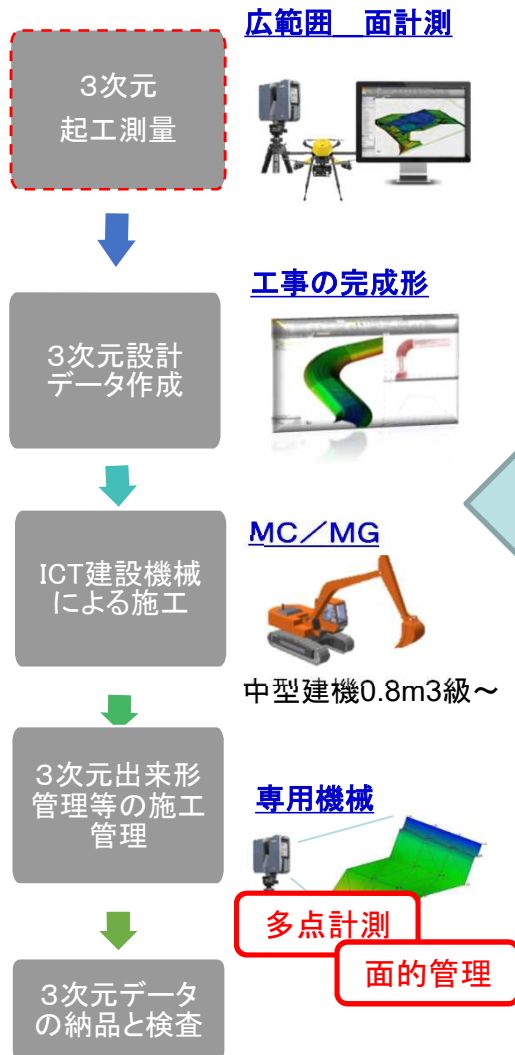 広範囲　面計測
３次元
起工測量
工事の完成形
３次元設計
データ作成
MC／MG
ICT建設機械
による施工
中型建機0.8m3級～
３次元出来形
管理等の施工
管理
専用機械
多点計測
面的管理
３次元データ
の納品と検査